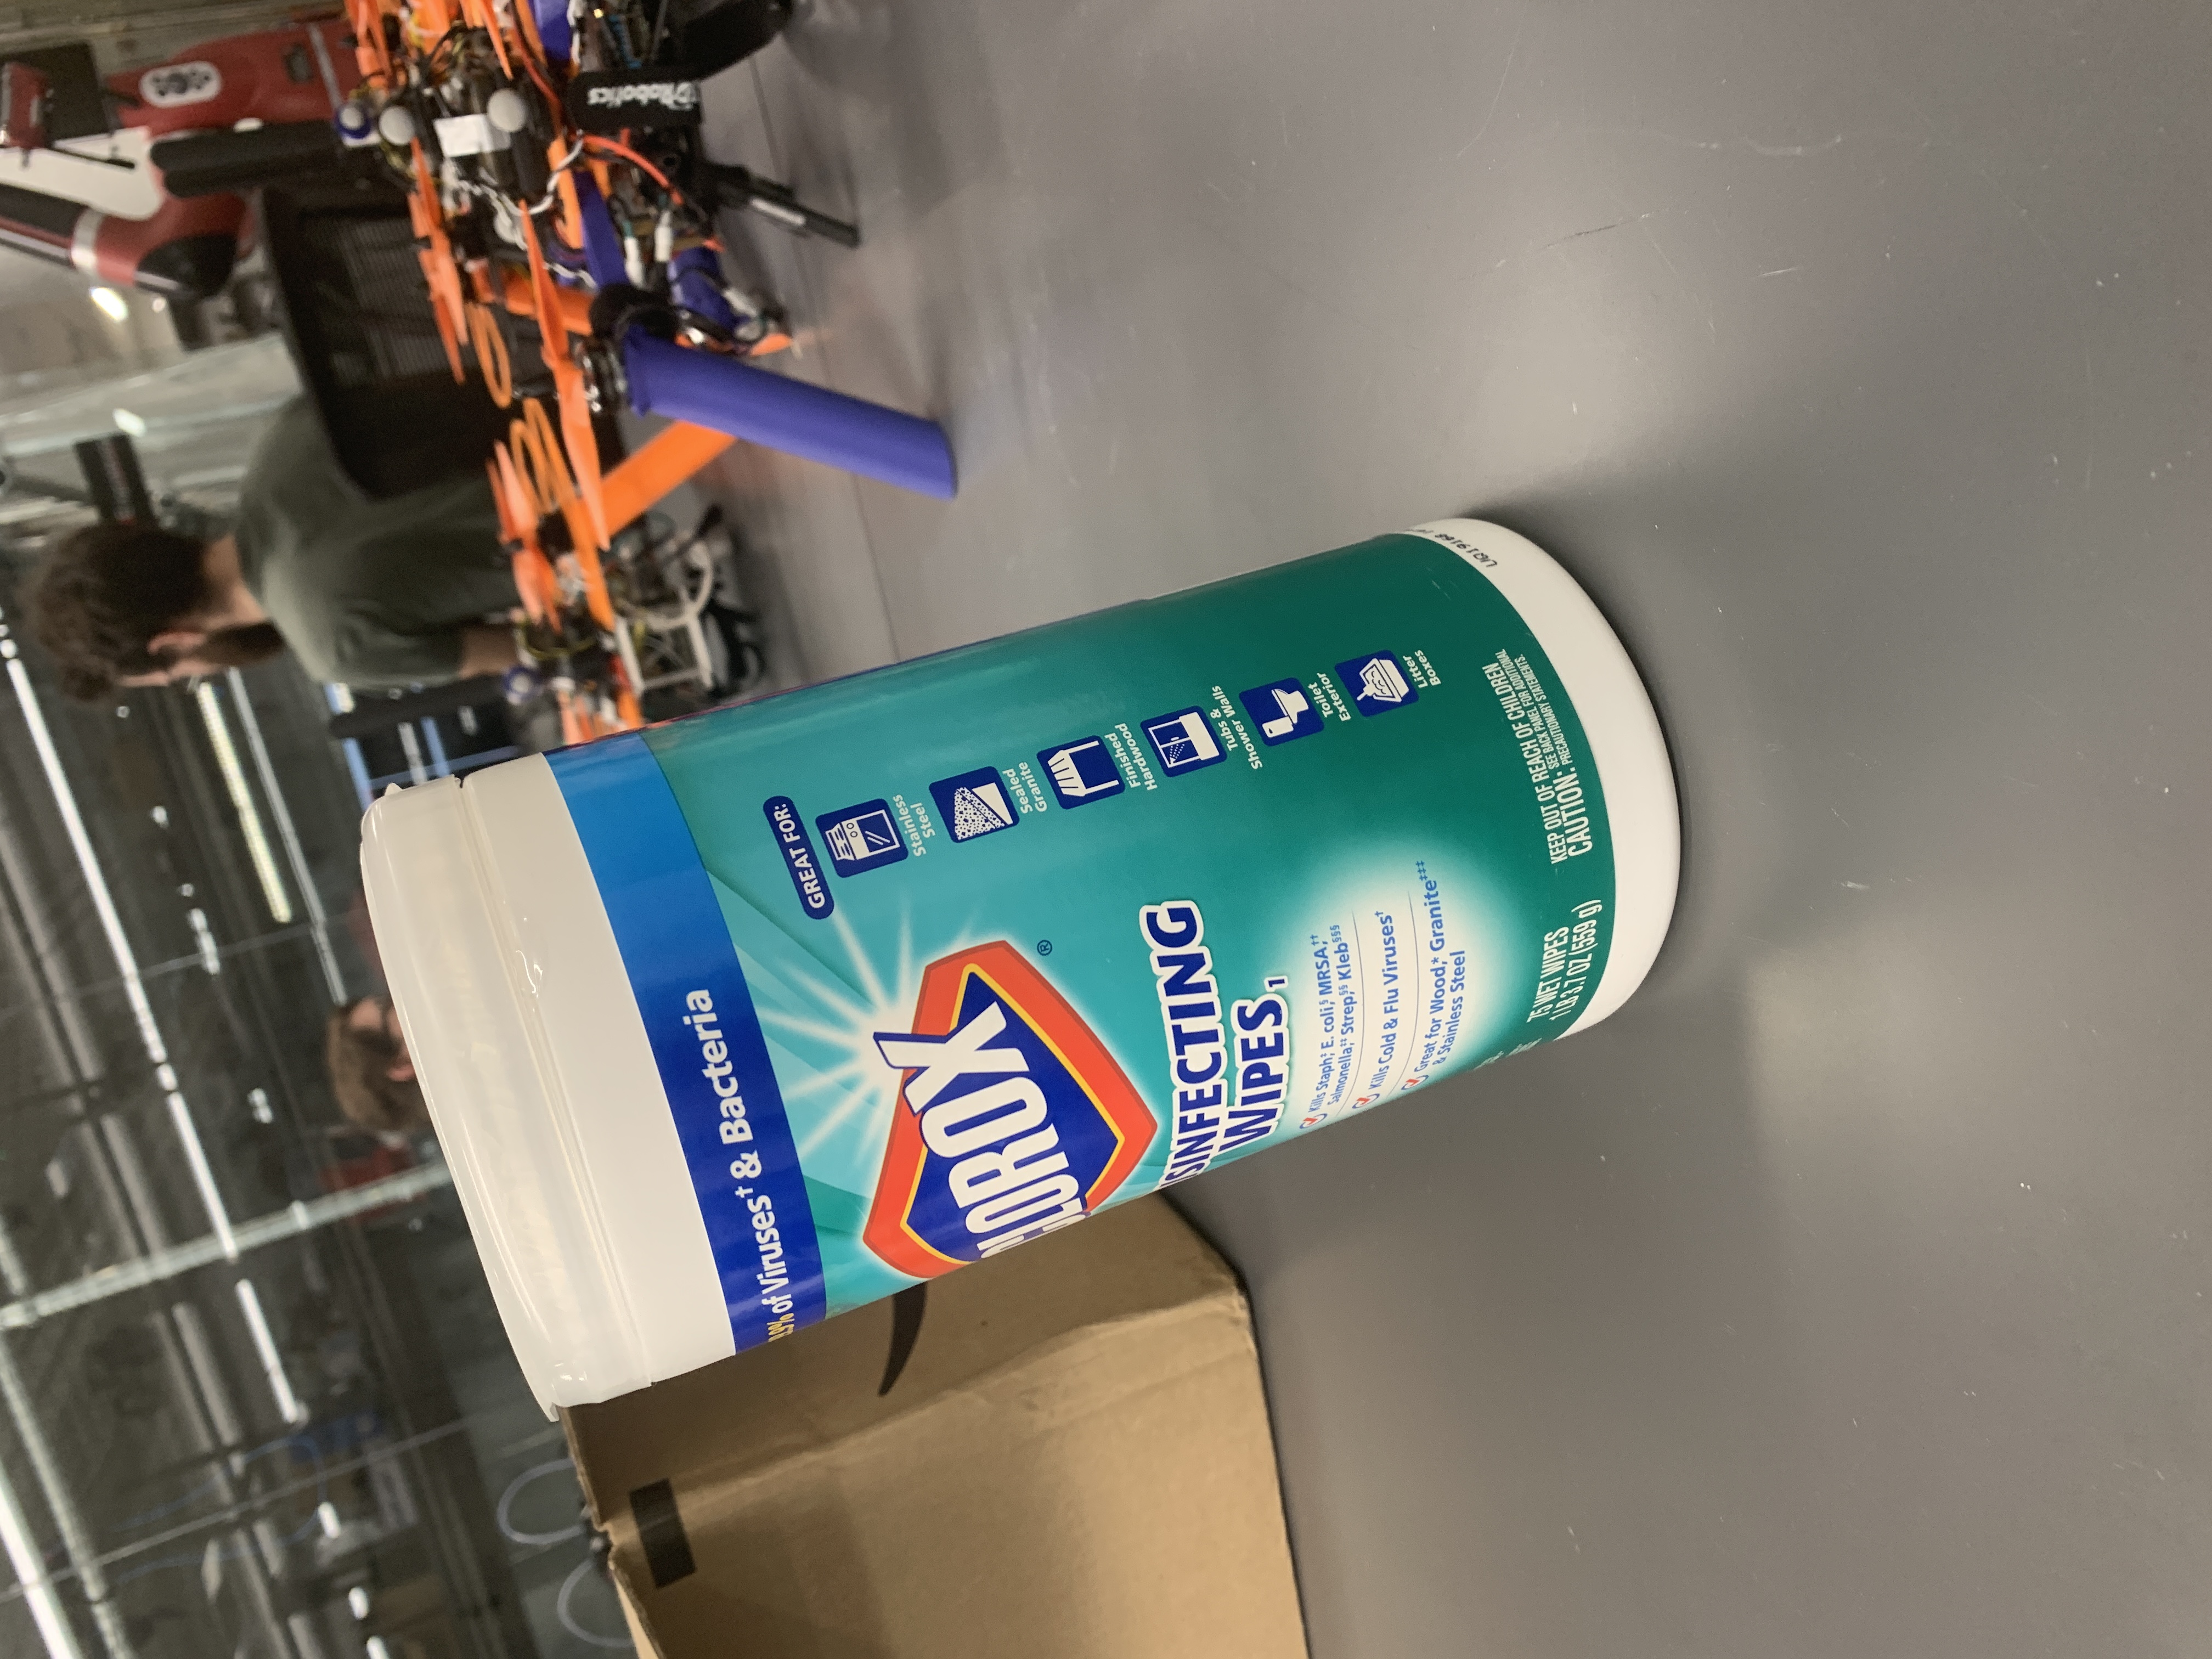 of Viruses† & Bacteria
CLOROX
®
ISINFECTING
WIPES1
Kills Staph,‡ E. coli,§ MRSA,††
Salmonella,‡‡ Strep,§§ Kleb§§§
Kills Cold & Flu Viruses†
Great for Wood,* Granite‡‡‡
& Stainless Steel
75 WET WIPES
1 LB 3.7 OZ (559 g)
GREAT FOR:
Stainless
Steel
Sealed
Granite
Finished
Hardwood
Tubs &
Shower Walls
Toilet
Exterior
Litter
Boxes
KEEP OUT OF REACH OF CHILDREN
CAUTION: SEE BACK PANEL FOR ADDITIONAL
PRECAUTIONARY STATEMENTS.